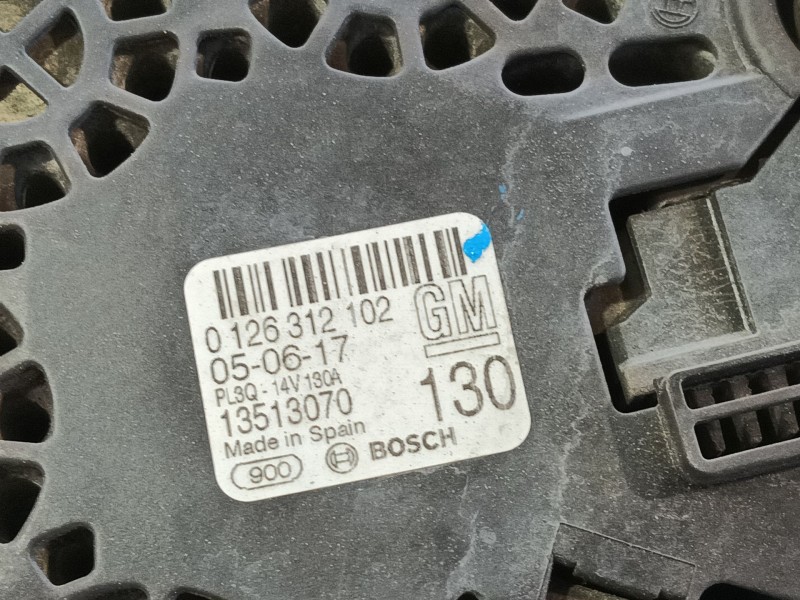 0 126 312 102
GM
05-06-17
PL3Q - 14V 130A
13513070
130
Made in Spain
900
BOSCH